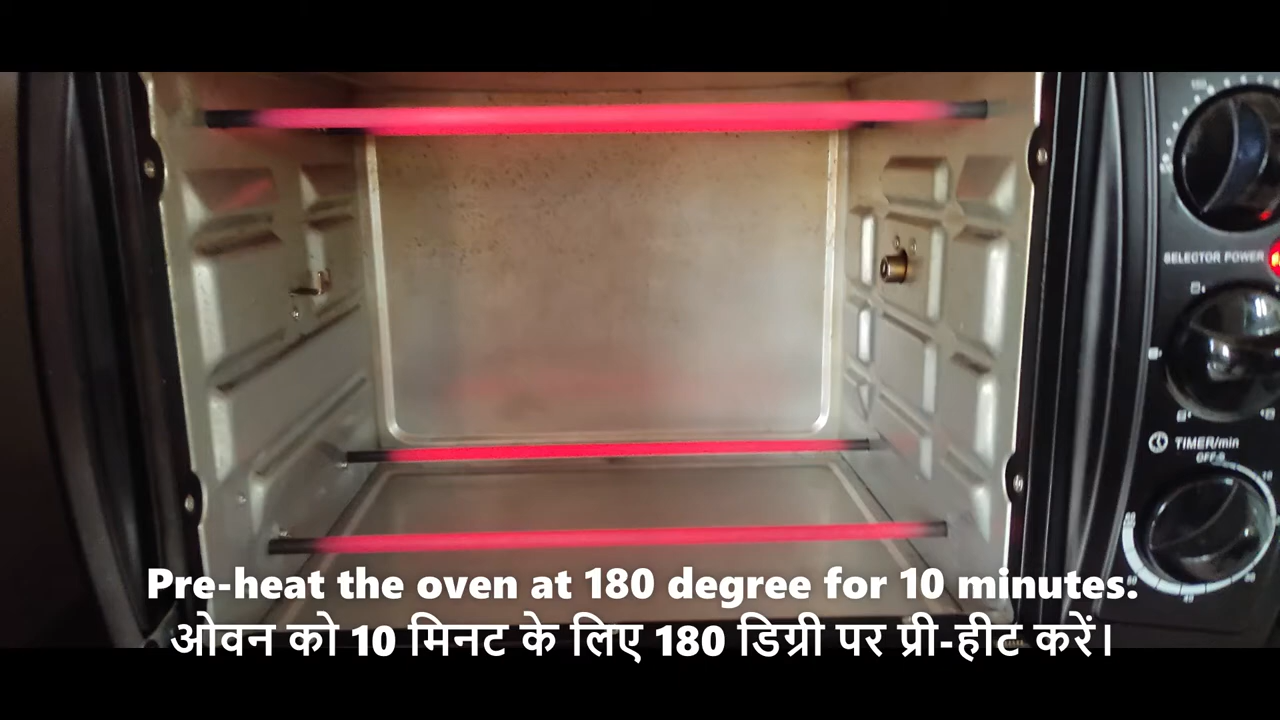 SELECTOR POWER
TIMER/min
OFF
Pre-heat the oven at 180 degree for 10 minutes.
ओवन को 10 मिनट के लिए 180 डिग्री पर प्री-हीट करें।